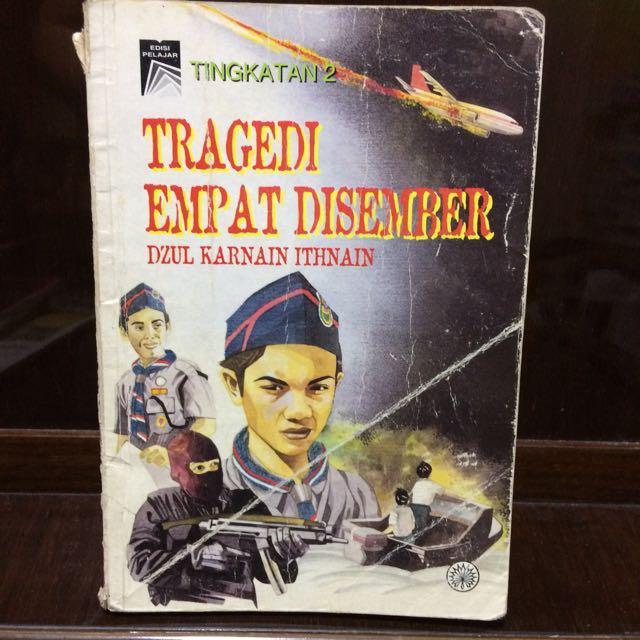 EDISI
PELAJAR
TINGKATAN 2
TRAGEDI
EMPAT DISEMBER
DZUL KARNAIN ITHNAIN